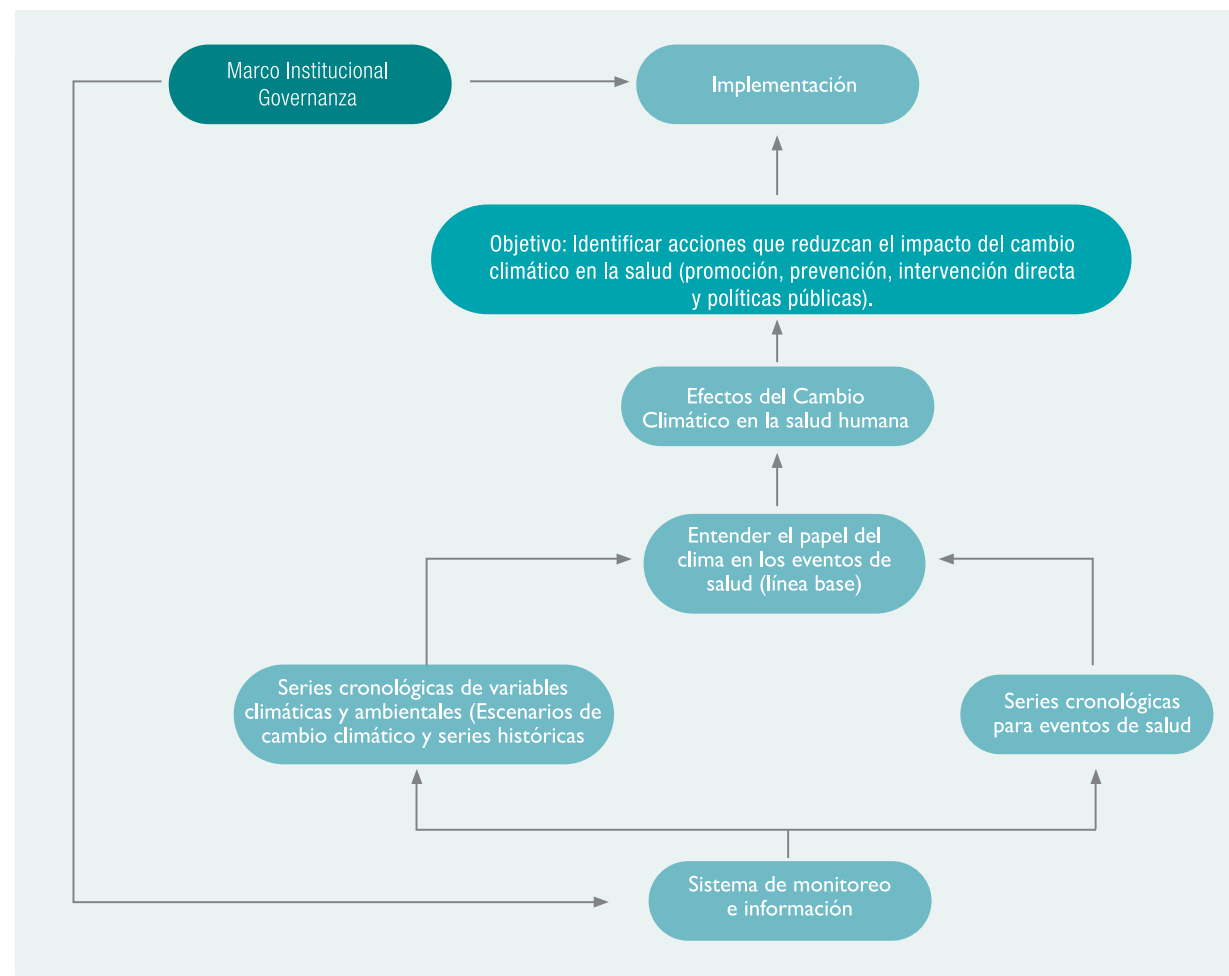 Marco Institucional
Governanza
Implementación
Objetivo: Identificar acciones que reduzcan el impacto del cambio
climático en la salud (promoción, prevención, intervención directa
y políticas públicas).
Efectos del Cambio
Climático en la salud humana
Entender el papel del
clima en los eventos de
salud (línea base)
Series cronológicas de variables
climáticas y ambientales (Escenarios de
cambio climático y series históricas
Series cronológicas
para eventos de salud
Sistema de monitoreo
e información